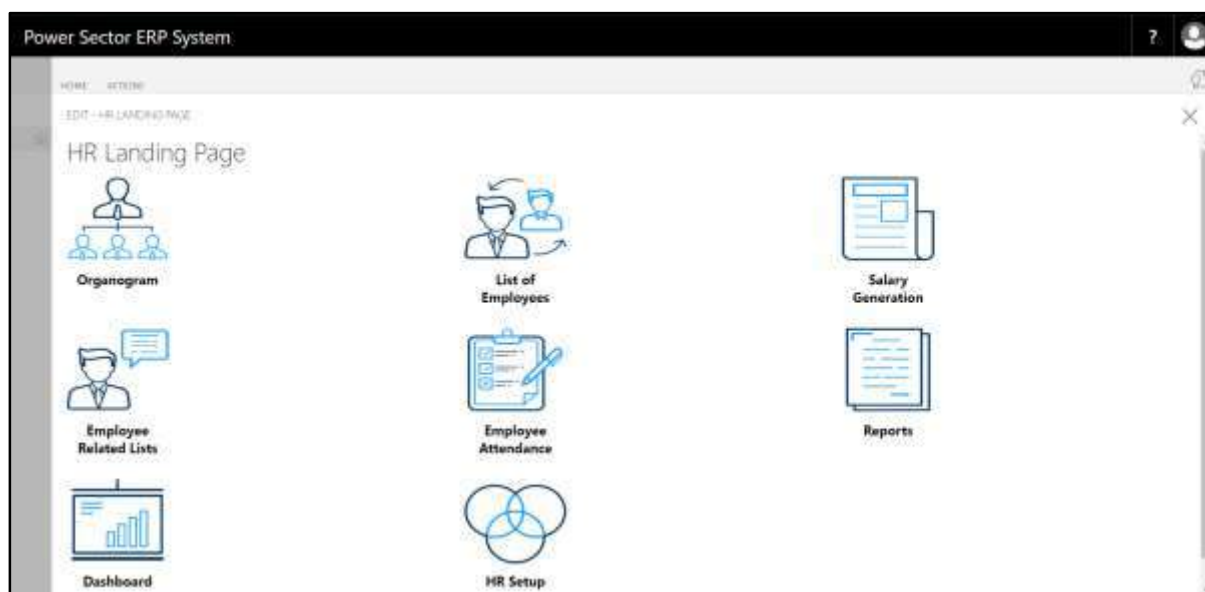 Power Sector ERP System
?
HOME ACTIONS
EDIT - HR LANDING PAGE
HR Landing Page
Organogram
List of
Employees
Salary
Generation
Employee
Related Lists
Employee
Attendance
Reports
Dashboard
HR Setup